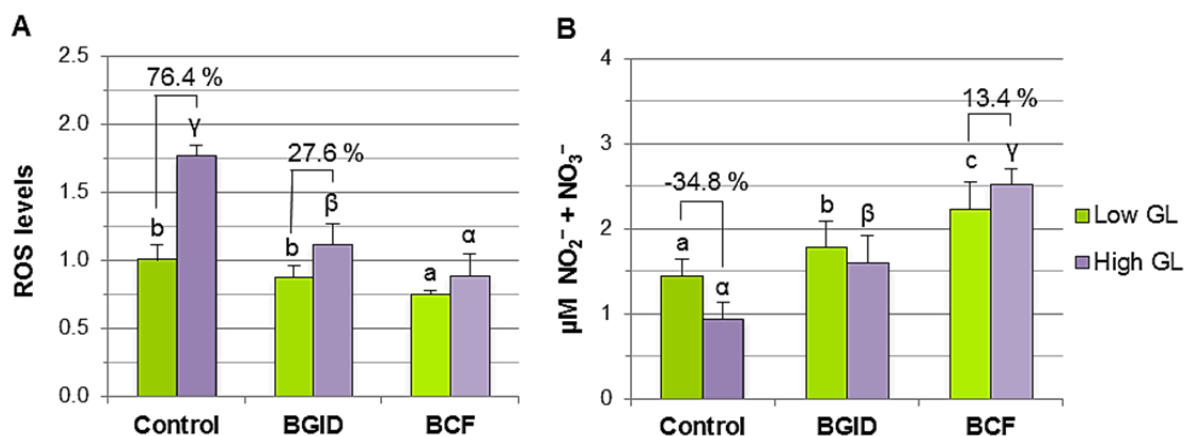 A
ROS levels
2.5
2.0
1.5
1.0
0.5
0.0
76.4 %
27.6 %
b
γ
b
β
a
α
Control
BGID
BCF
B
µM NO₂⁻ + NO₃⁻
4
3
2
1
0
-34.8 %
13.4 %
a
α
b
β
c
γ
Control
BGID
BCF
Low GL
High GL